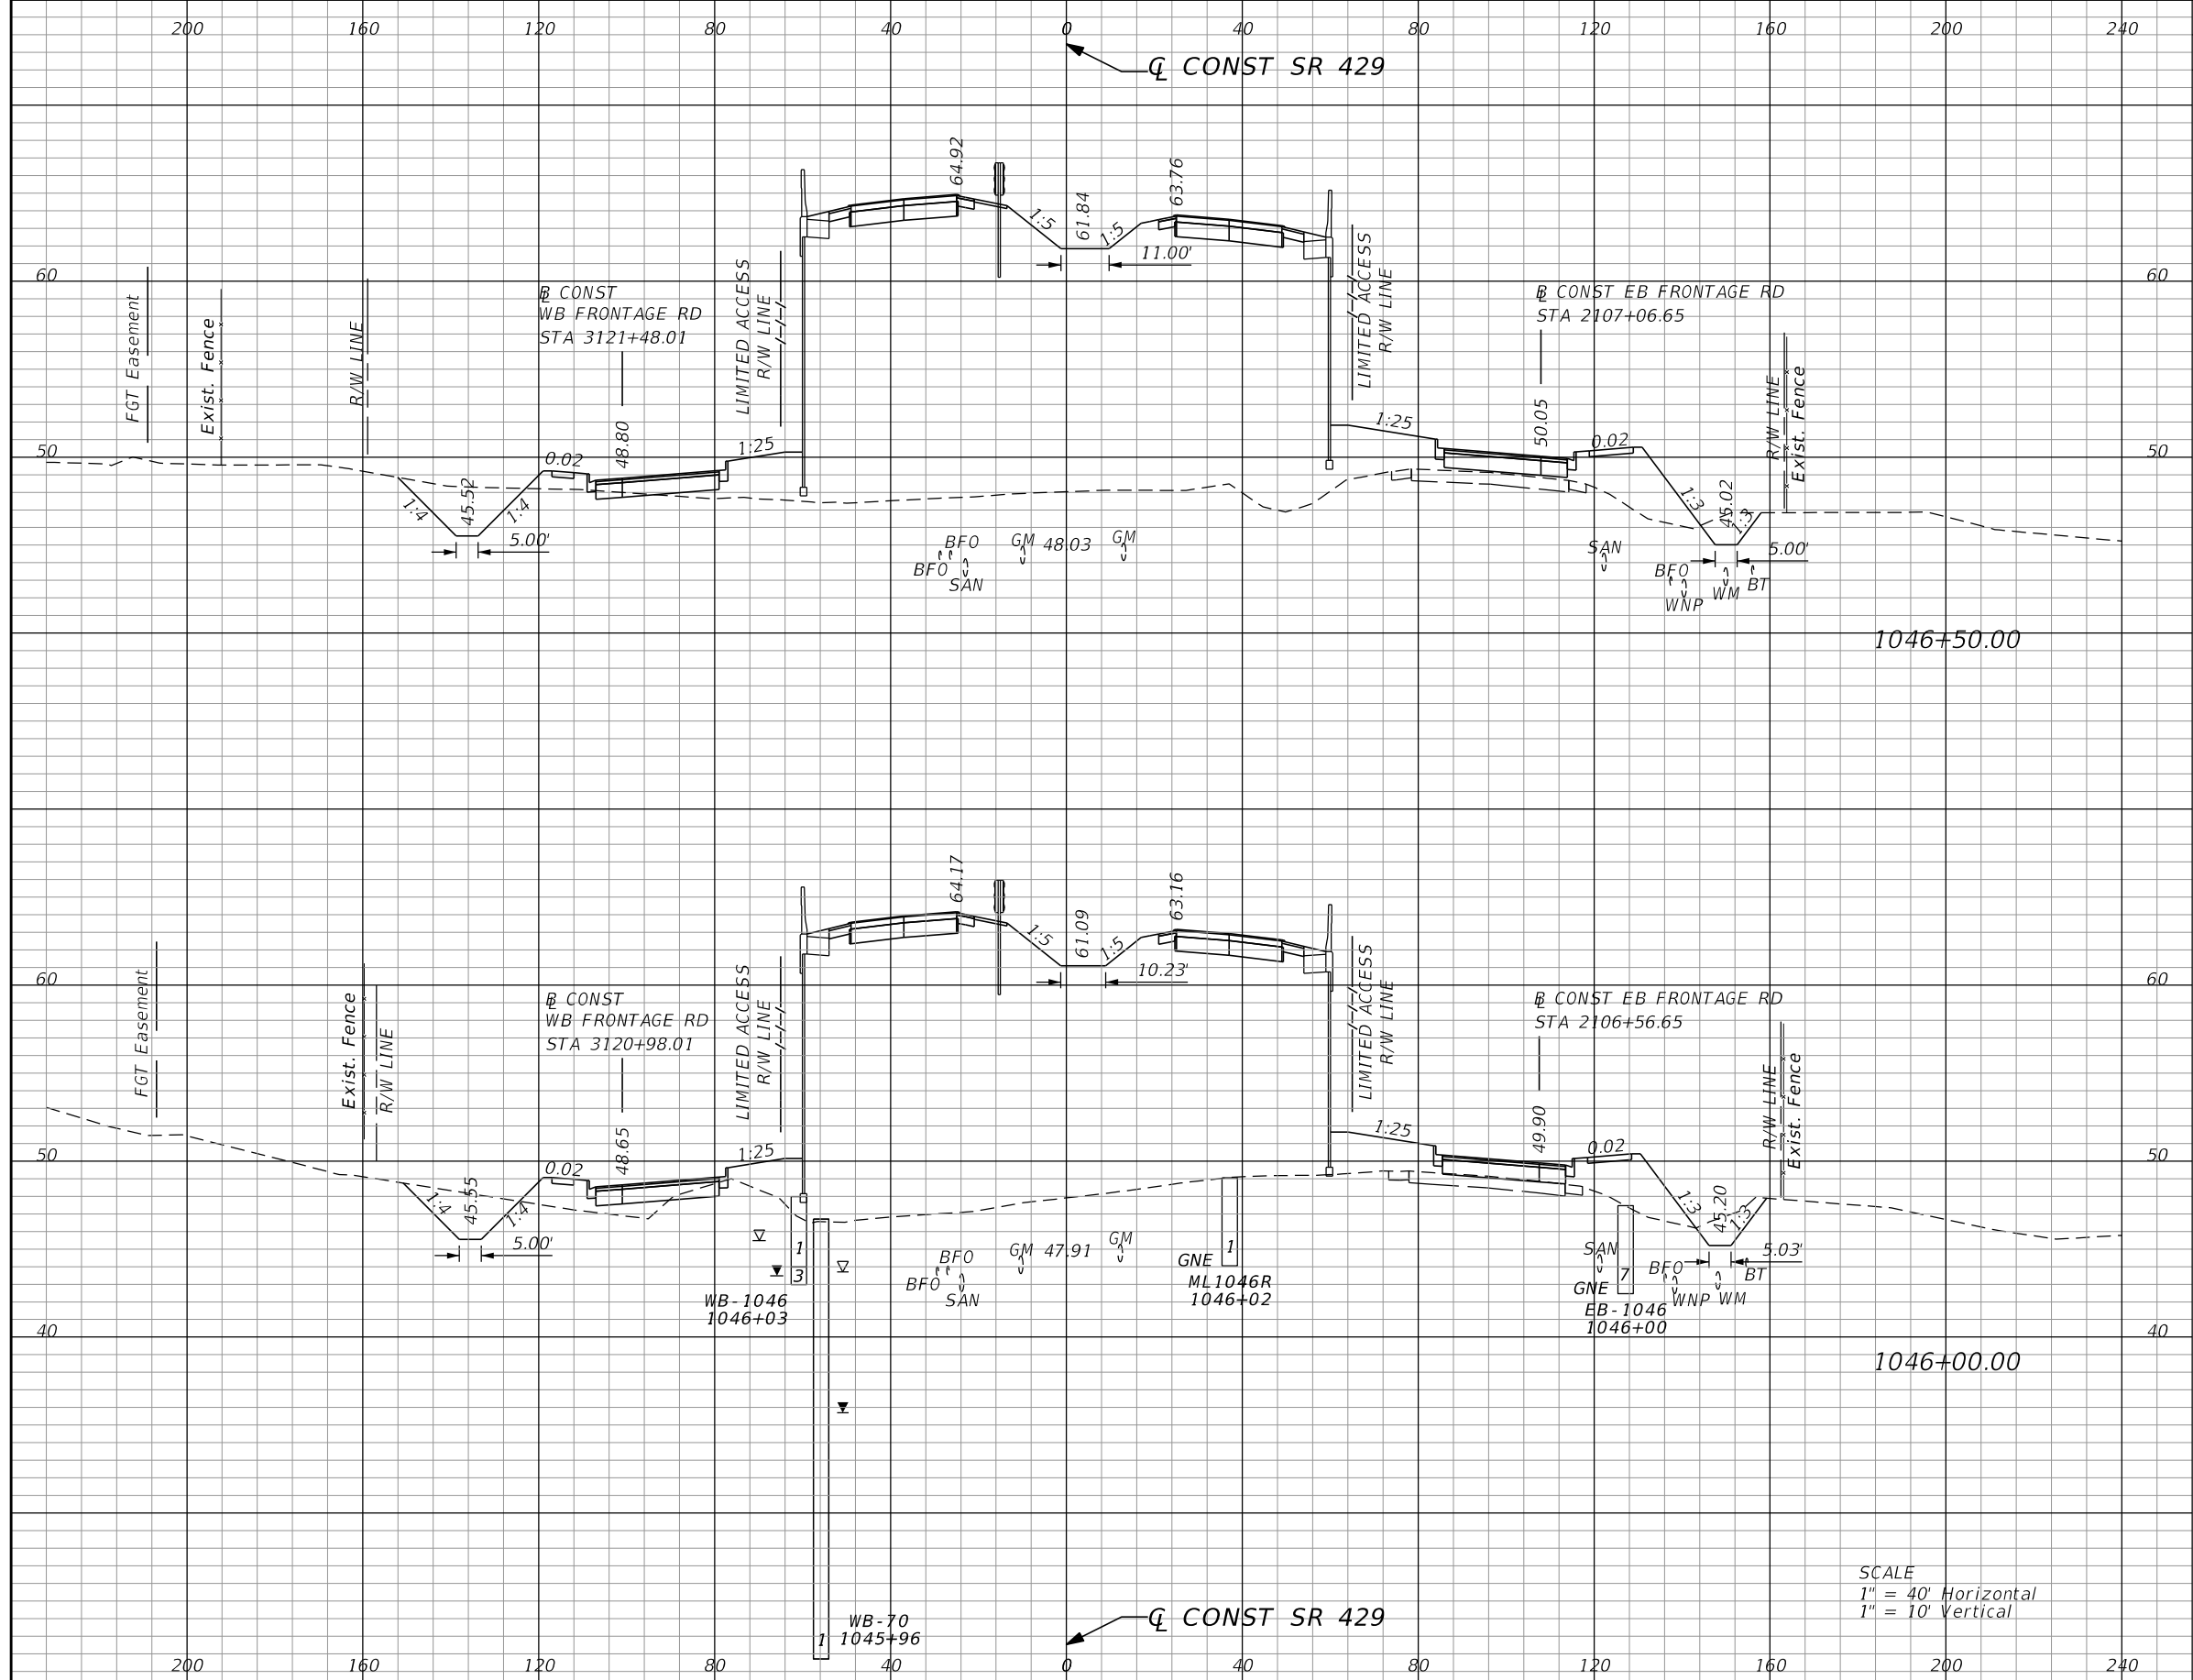 200 160 120 80 40 0 40 80 120 160 200 240
℄ CONST SR 429
64.92
63.76
61.84
1:5
1:5
11.00'
60
60
FGT Easement
Exist. Fence
R/W LINE
B̲L CONST
WB FRONTAGE RD
STA 3121+48.01
LIMITED ACCESS
R/W LINE
LIMITED ACCESS
R/W LINE
B̲L CONST EB FRONTAGE RD
STA 2107+06.65
R/W LINE
Exist. Fence
50
50
1:4
45.52
1:4
5.00'
0.02
48.80
1:25
1:25
50.05
0.02
1:3
45.02
1:3
5.00'
BFO
BFO
SAN
GM
48.03
GM
SAN
BFO
WNP
WM
BT
1046+50.00
64.17
63.16
61.09
1:5
1:5
10.23'
60
60
FGT Easement
Exist. Fence
R/W LINE
B̲L CONST
WB FRONTAGE RD
STA 3120+98.01
LIMITED ACCESS
R/W LINE
LIMITED ACCESS
R/W LINE
B̲L CONST EB FRONTAGE RD
STA 2106+56.65
R/W LINE
Exist. Fence
50
50
1:4
45.55
1:4
5.00'
0.02
48.65
1:25
1:25
49.90
0.02
1:3
45.20
1:3
5.03'
1
3
WB-1046
1046+03
BFO
BFO
SAN
GM
47.91
GM
GNE
1
ML1046R
1046+02
SAN
GNE
7
EB-1046
1046+00
BFO
WNP
WM
BT
40
40
1046+00.00
SCALE
1" = 40' Horizontal
1" = 10' Vertical
WB-70
1 1045+96
℄ CONST SR 429
200 160 120 80 40 0 40 80 120 160 200 240